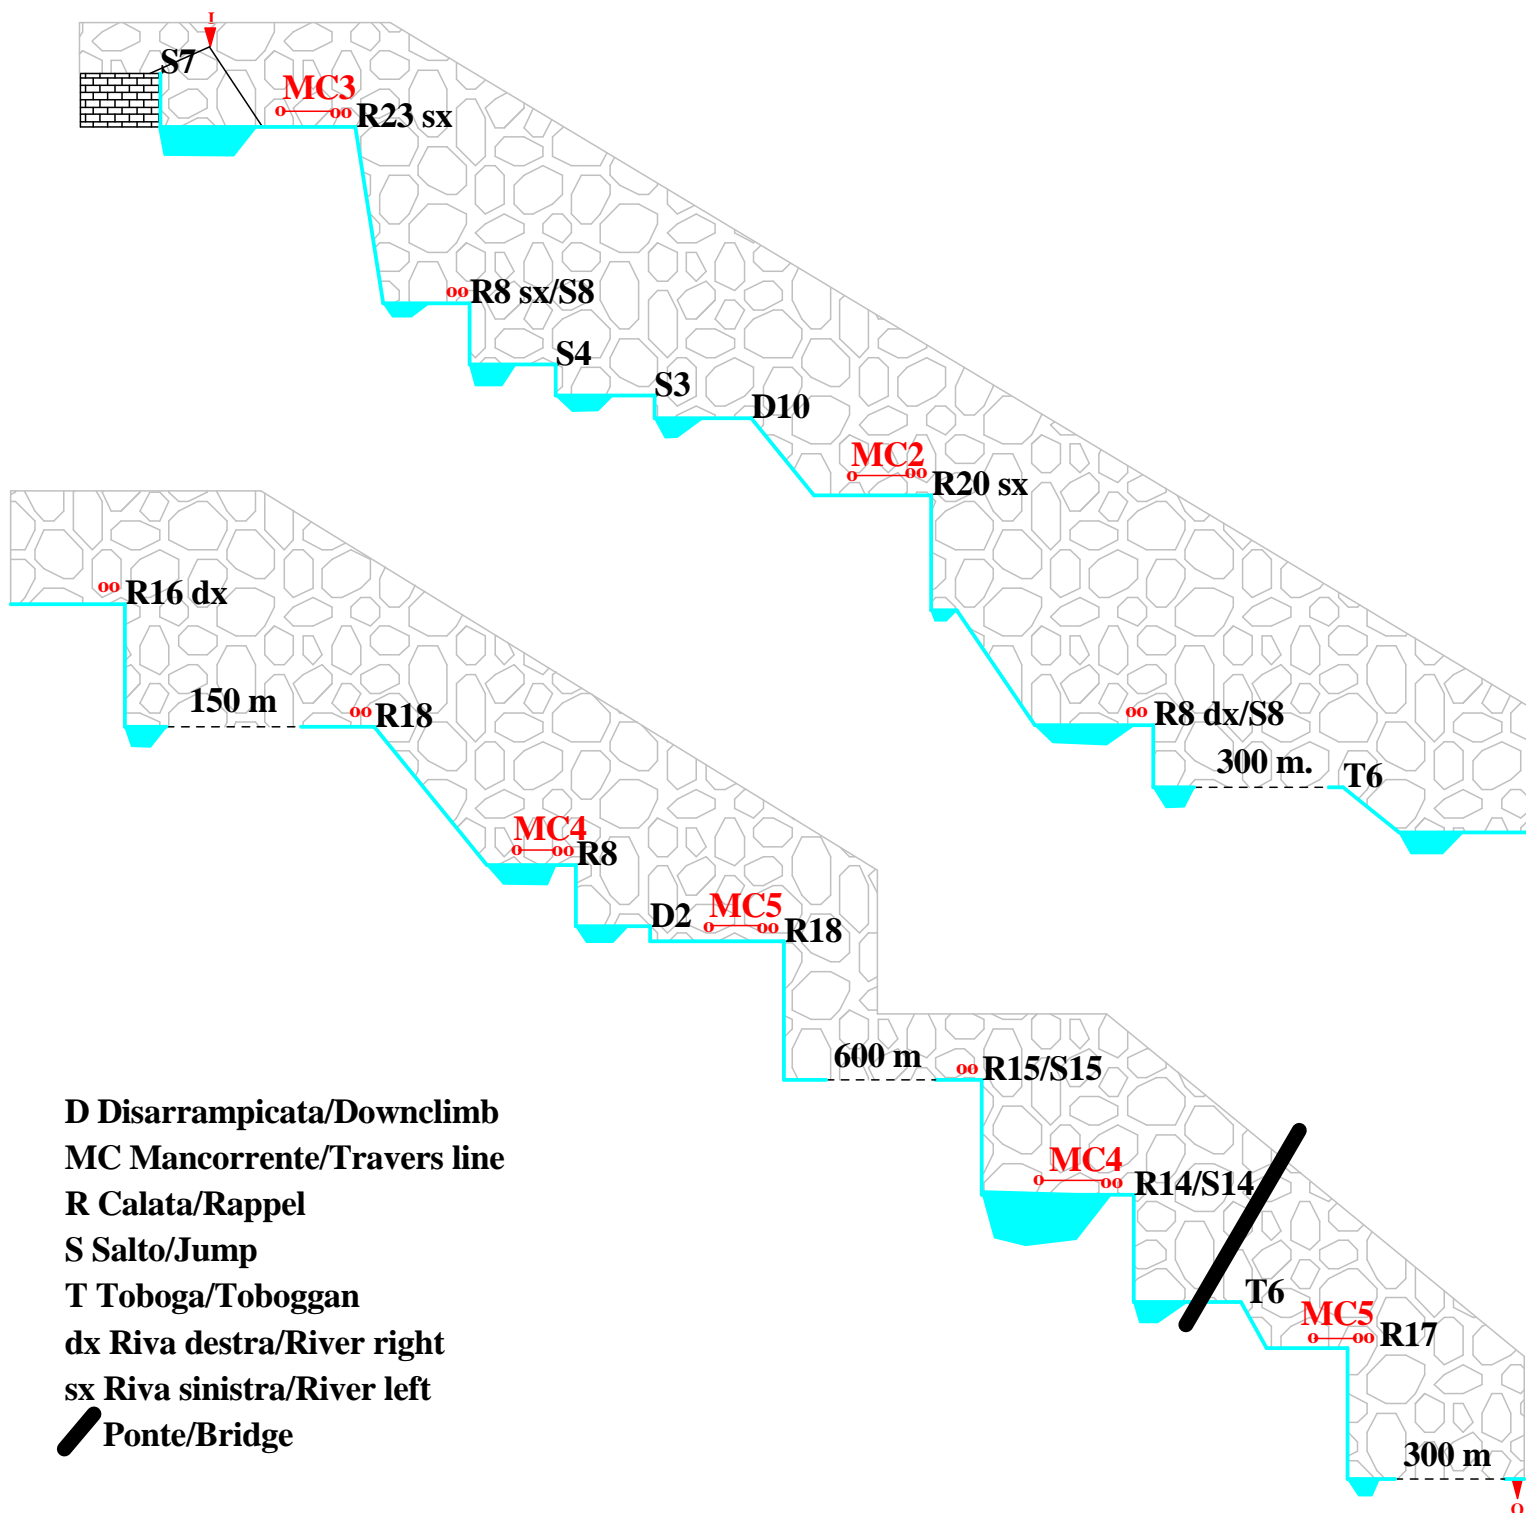 I
S7
MC3
R23 sx
R8 sx/S8
S4
S3
D10
MC2
R20 sx
R8 dx/S8
300 m.
T6
R16 dx
150 m
R18
MC4
R8
D2
MC5
R18
600 m
R15/S15
MC4
R14/S14
T6
MC5
R17
300 m
O
D Disarrampicata/Downclimb
MC Mancorrente/Travers line
R Calata/Rappel
S Salto/Jump
T Toboga/Toboggan
dx Riva destra/River right
sx Riva sinistra/River left
Ponte/Bridge